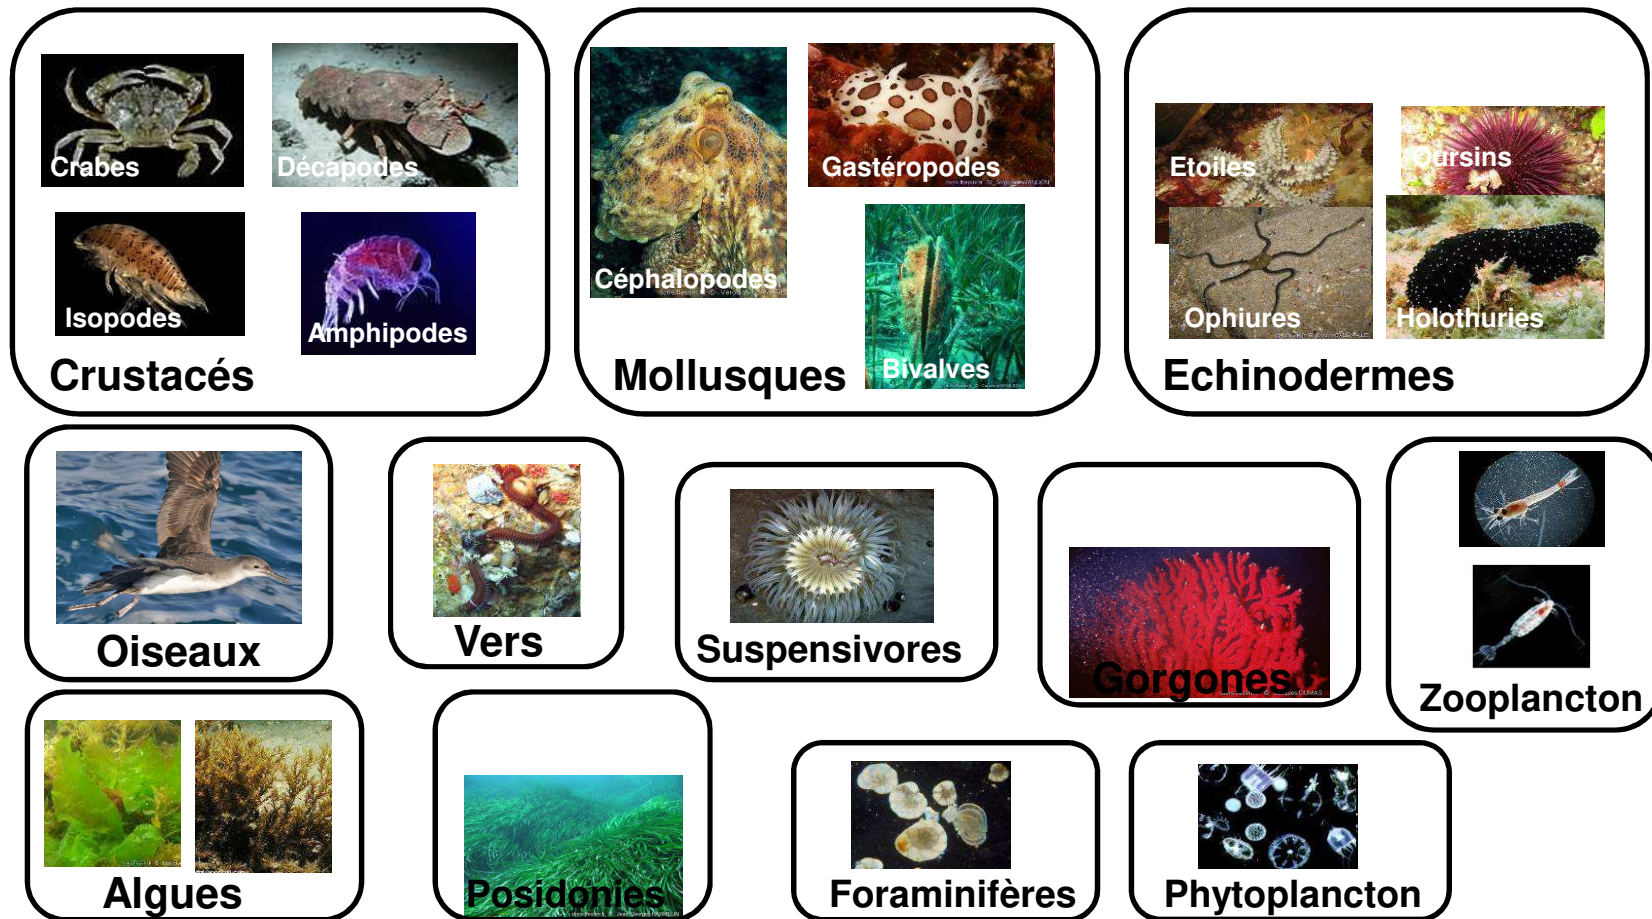 Crabes
Décapodes
Isopodes
Amphipodes
Crustacés
Gastéropodes
Céphalopodes
Bivalves
Mollusques
Etoiles
Oursins
Ophiures
Holothuries
Echinodermes
Oiseaux
Vers
Suspensivores
Gorgones
Zooplancton
Algues
Posidonies
Foraminifères
Phytoplancton